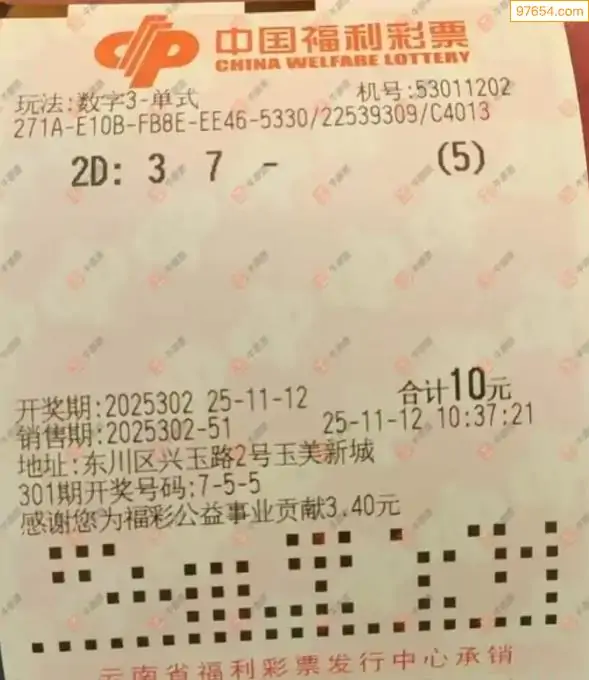 97654.com
中国福利彩票
CHINA WELFARE LOTTERY
玩法:数字3-单式 机号:53011202
271A-E10B-FB8E-EE46-5330/22539309/C4013
2D: 3 7 - (5)
开奖期:2025302 25-11-12 合计10元
销售期:2025302-51 25-11-12 10:37:21
地址:东川区兴玉路2号玉美新城
301期开奖号码:7-5-5
感谢您为福彩公益事业贡献3.40元
云南省福利彩票发行中心承销